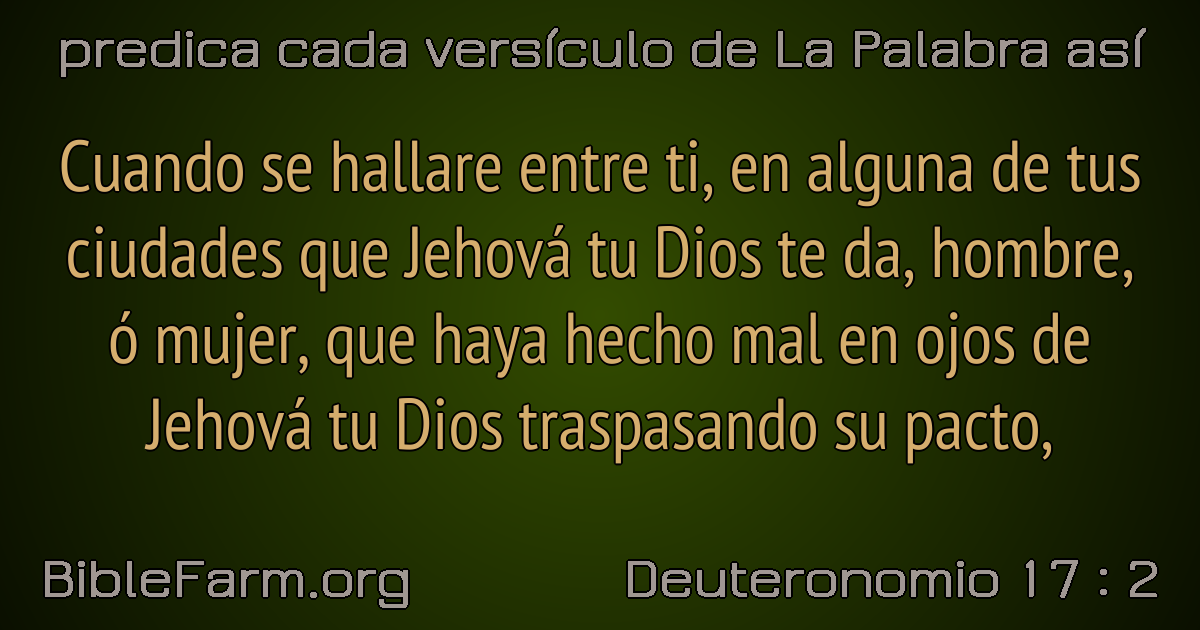 predica cada versículo de La Palabra así
Cuando se hallare entre ti, en alguna de tus
ciudades que Jehová tu Dios te da, hombre,
ó mujer, que haya hecho mal en ojos de
Jehová tu Dios traspasando su pacto,
BibleFarm.org
Deuteronomio 17 : 2